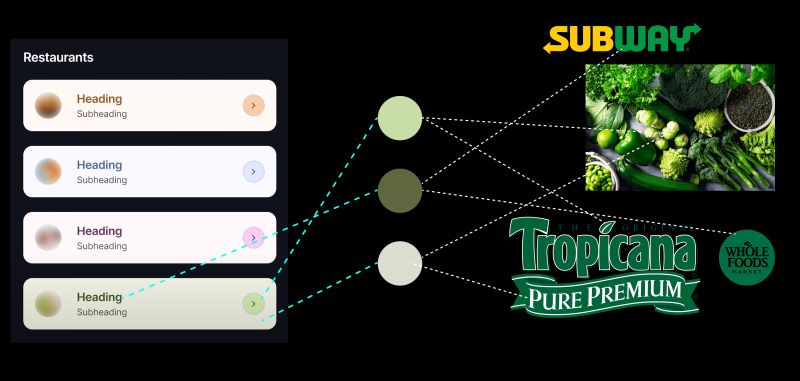 Restaurants
Heading
Subheading
Heading
Subheading
Heading
Subheading
Heading
Subheading
SUBWAY
THE ORIGINAL
Tropicana
PURE PREMIUM
WHOLE
FOODS
MARKET